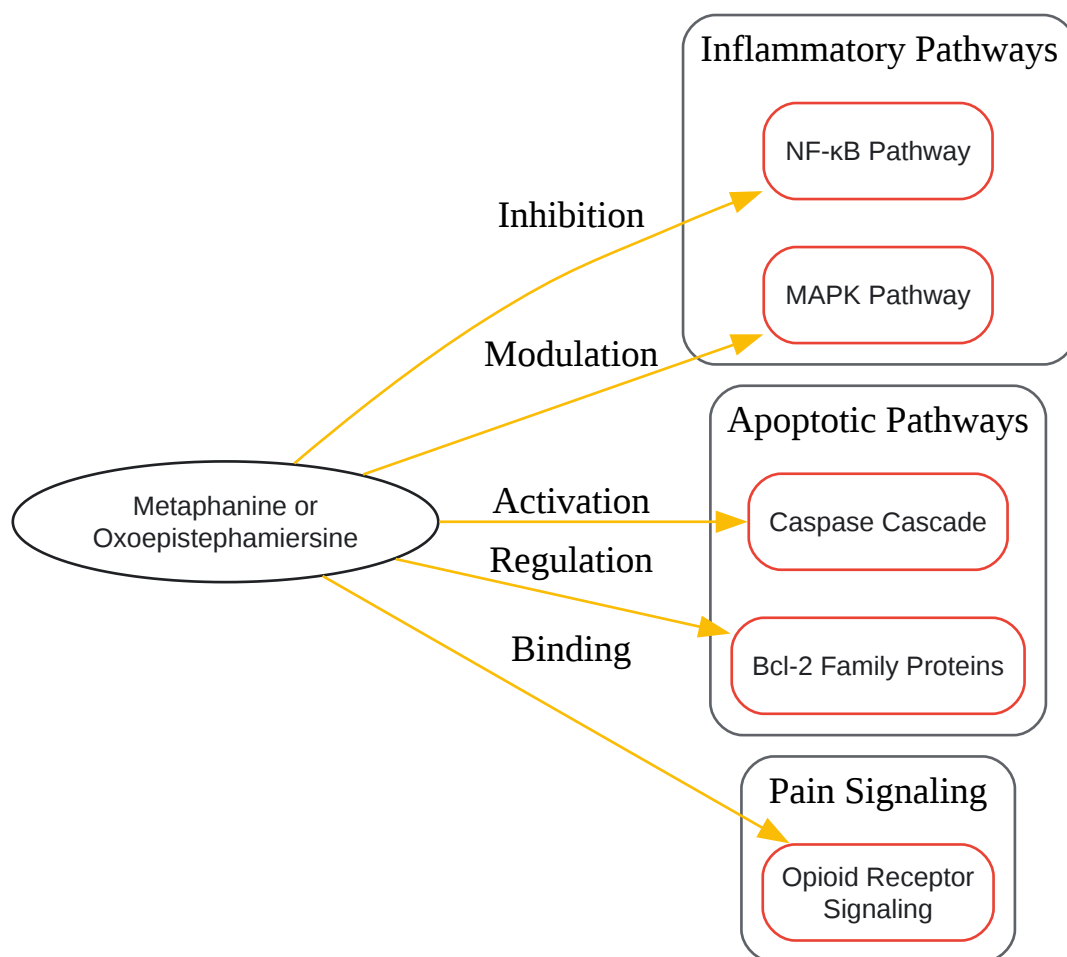 Inflammatory Pathways
NF-κB Pathway
Inhibition
MAPK Pathway
Modulation
Apoptotic Pathways
Metaphanine or
Oxoepistephamiersine
Activation
Caspase Cascade
Regulation
Binding
Bcl-2 Family Proteins
Pain Signaling
Opioid Receptor
Signaling